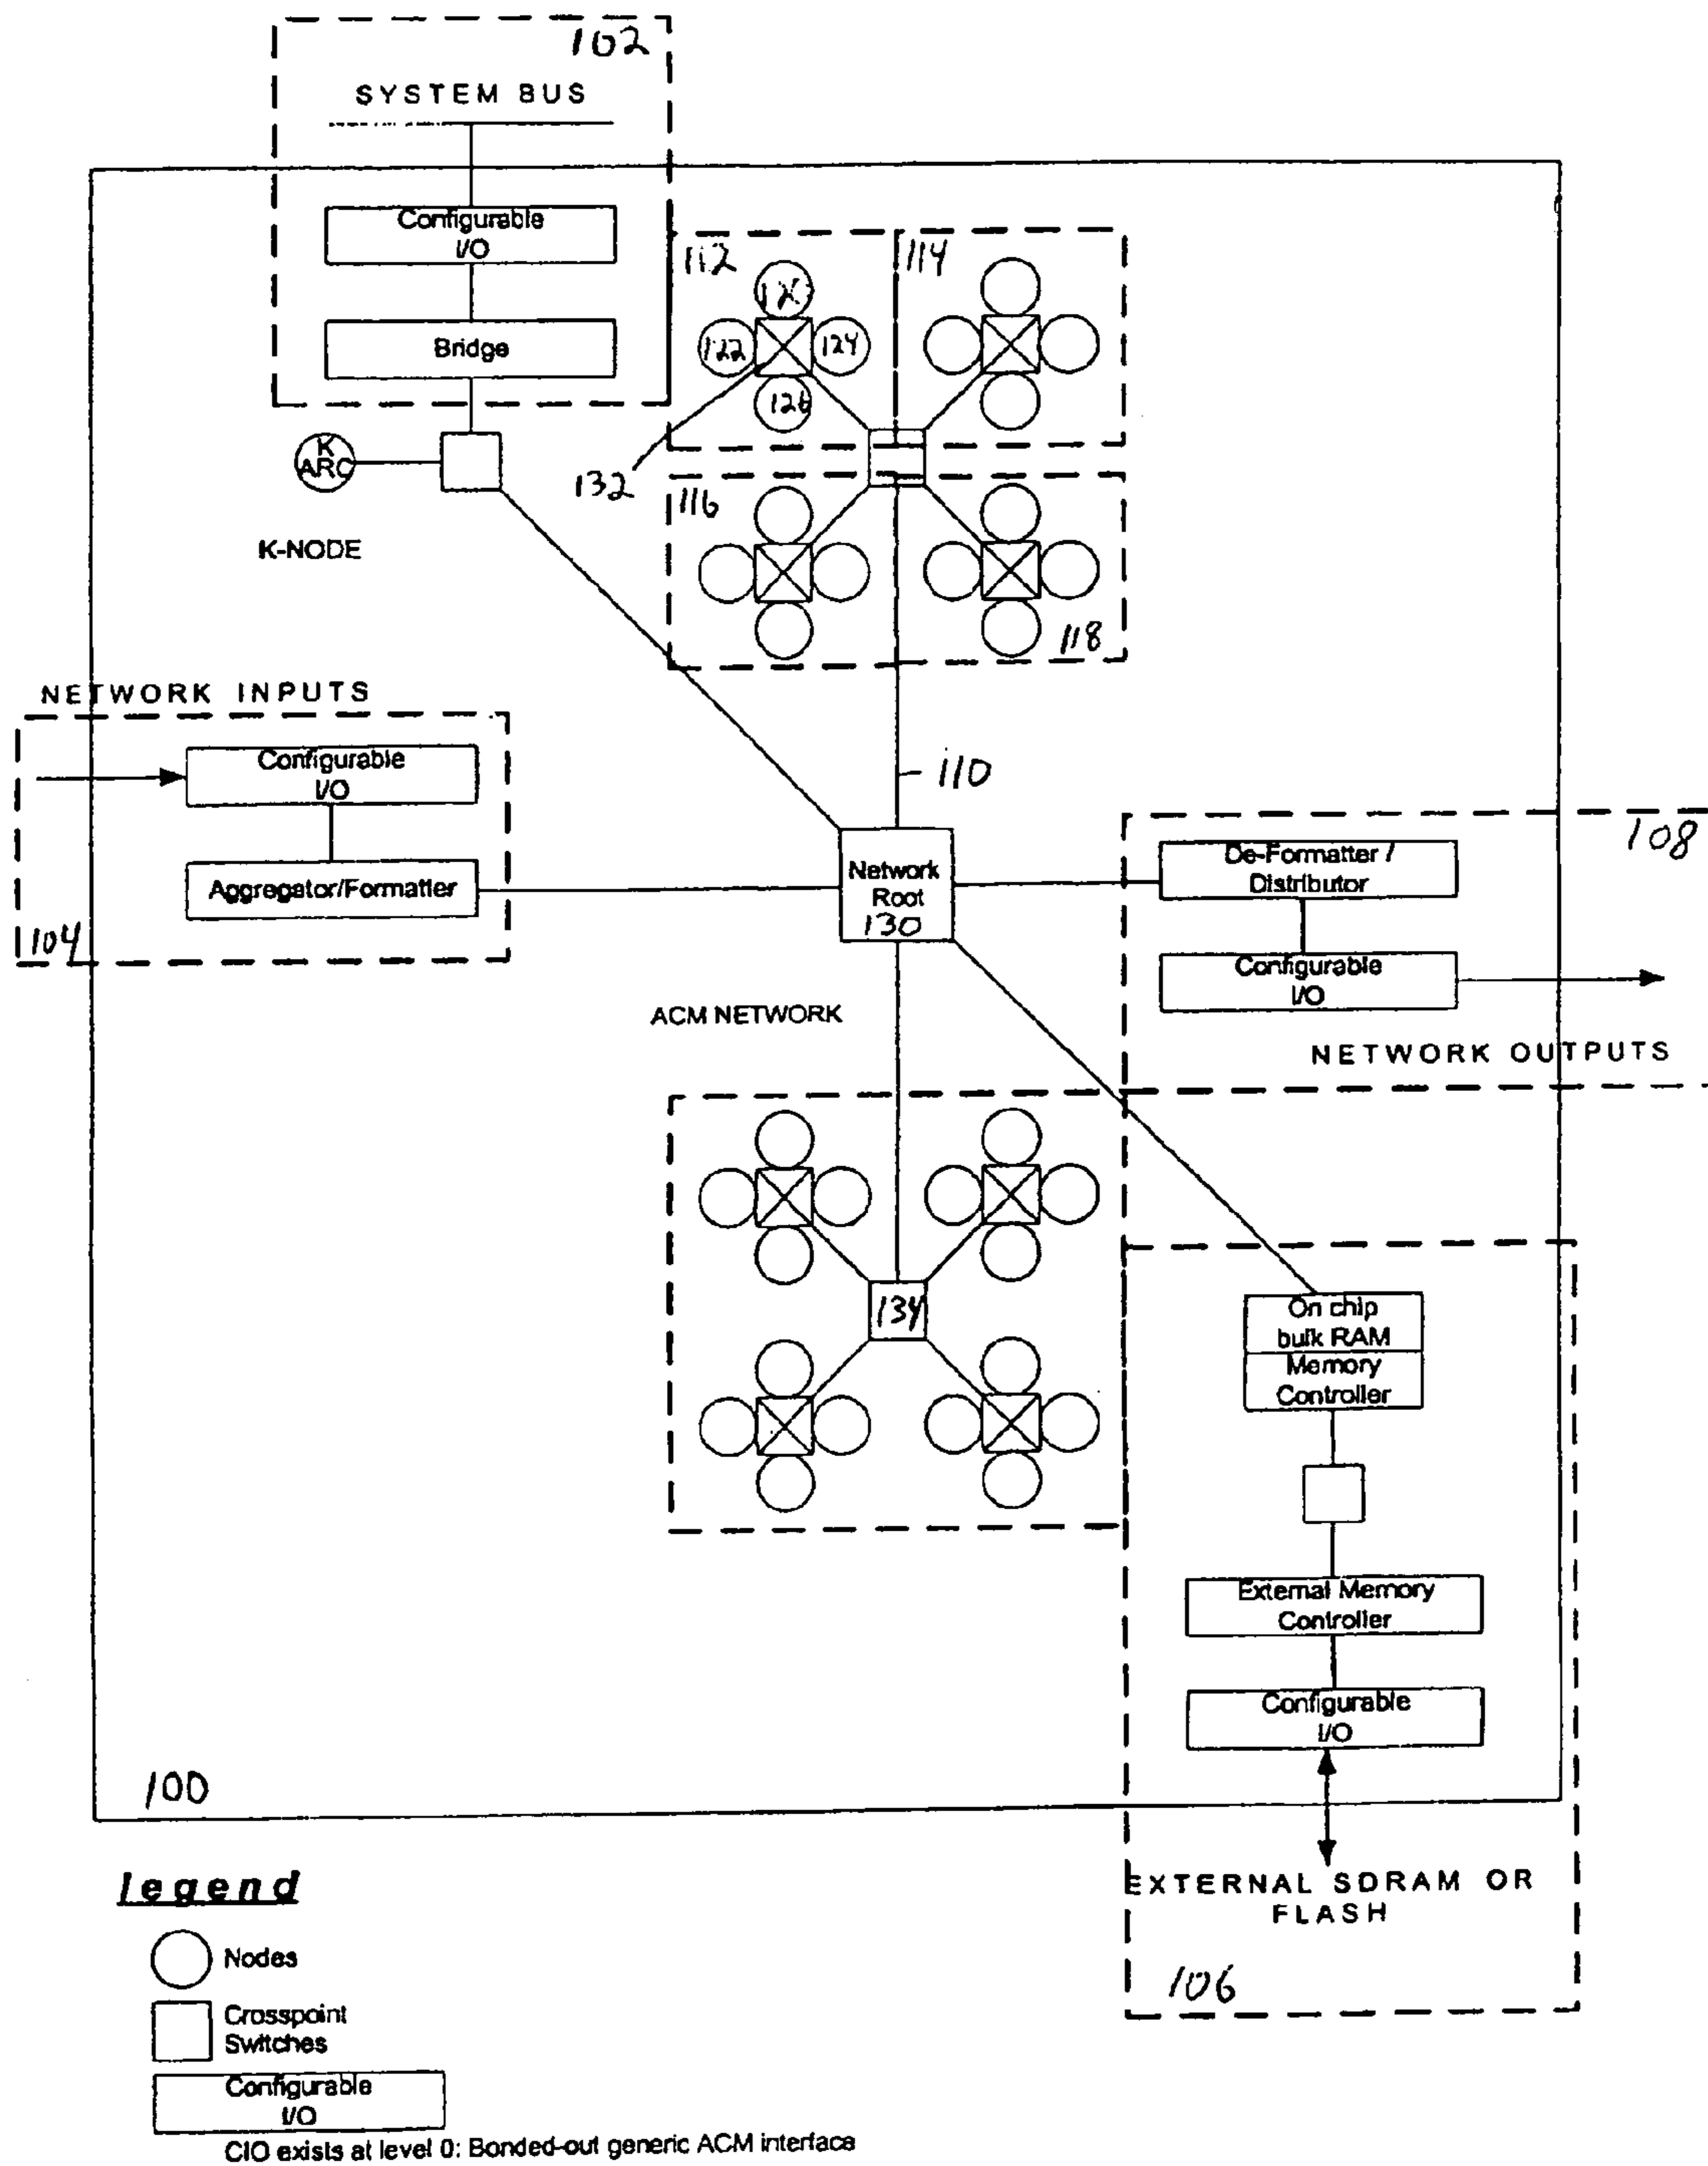 102
SYSTEM BUS
Configurable
I/O
Bridge
112
114
120
122
124
126
132
116
118
K
ARC
K-NODE
NETWORK INPUTS
Configurable
I/O
Aggregator/Formatter
104
110
Network
Root
130
108
De-Formatter /
Distributor
Configurable
I/O
NETWORK OUTPUTS
ACM NETWORK
134
On chip
bulk RAM
Memory
Controller
External Memory
Controller
Configurable
I/O
EXTERNAL SDRAM OR
FLASH
106
100
legend
Nodes
Crosspoint
Switches
Configurable
I/O
CIO exists at level 0: Bonded-out generic ACM interface